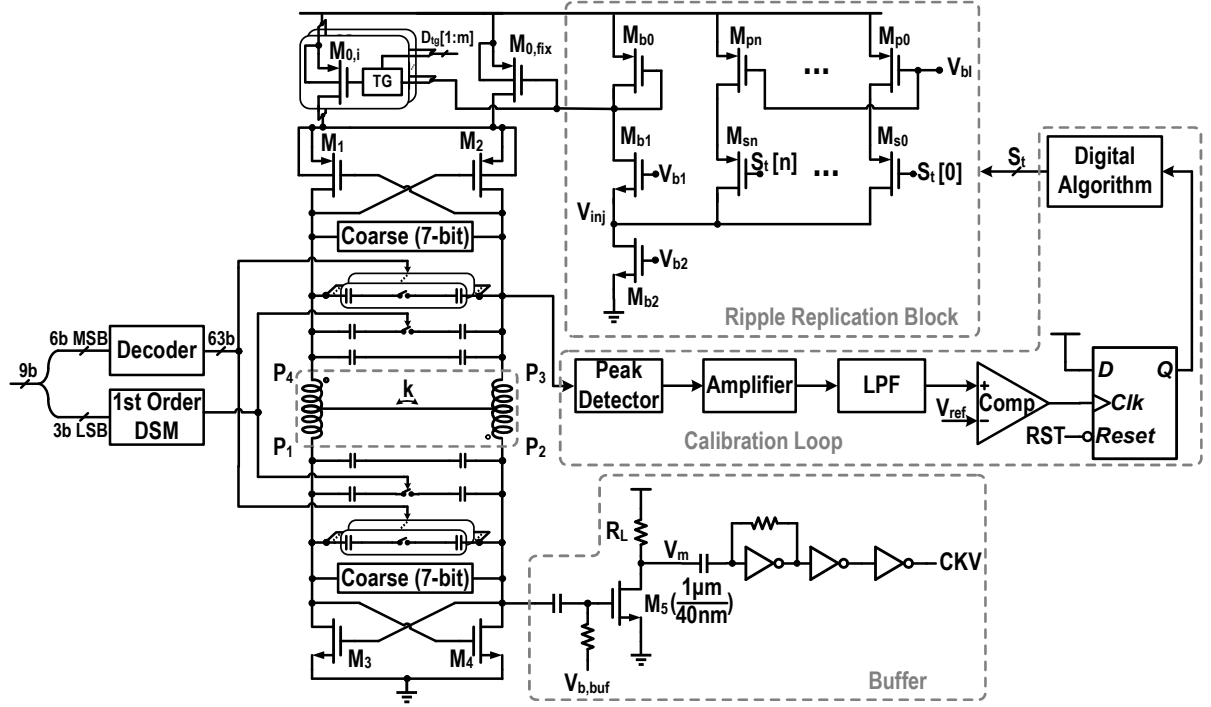 M0,i
TG
Dtg[1:m]
M0,fix
Mb0
Mpn
...
Mp0
Vbl
M1
M2
Mb1
Vb1
Msn
St[n]
...
Ms0
St[0]
Vinj
Vb2
Mb2
Ripple Replication Block
St
Digital
Algorithm
Coarse (7-bit)
9b
6b MSB
Decoder
63b
3b LSB
1st Order
DSM
P4
k
P3
P1
P2
Peak
Detector
Amplifier
LPF
+
Vref
−
Comp
D
Q
Clk
RST
Reset
Calibration Loop
Coarse (7-bit)
M3
M4
RL
Vm
M5(1µm/40nm)
CKV
Vb,buf
Buffer